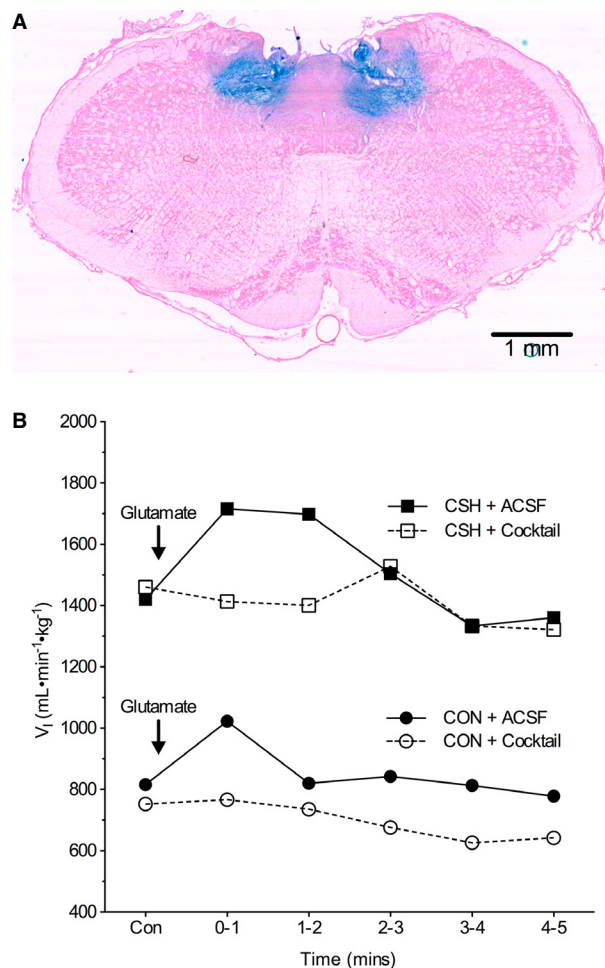 A
1 mm
B
2000
1800
1600
1400
1200
1000
800
600
400
V_I (mL•min⁻¹•kg⁻¹)
Glutamate
CSH + ACSF
CSH + Cocktail
Glutamate
CON + ACSF
CON + Cocktail
Con
0-1
1-2
2-3
3-4
4-5
Time (mins)